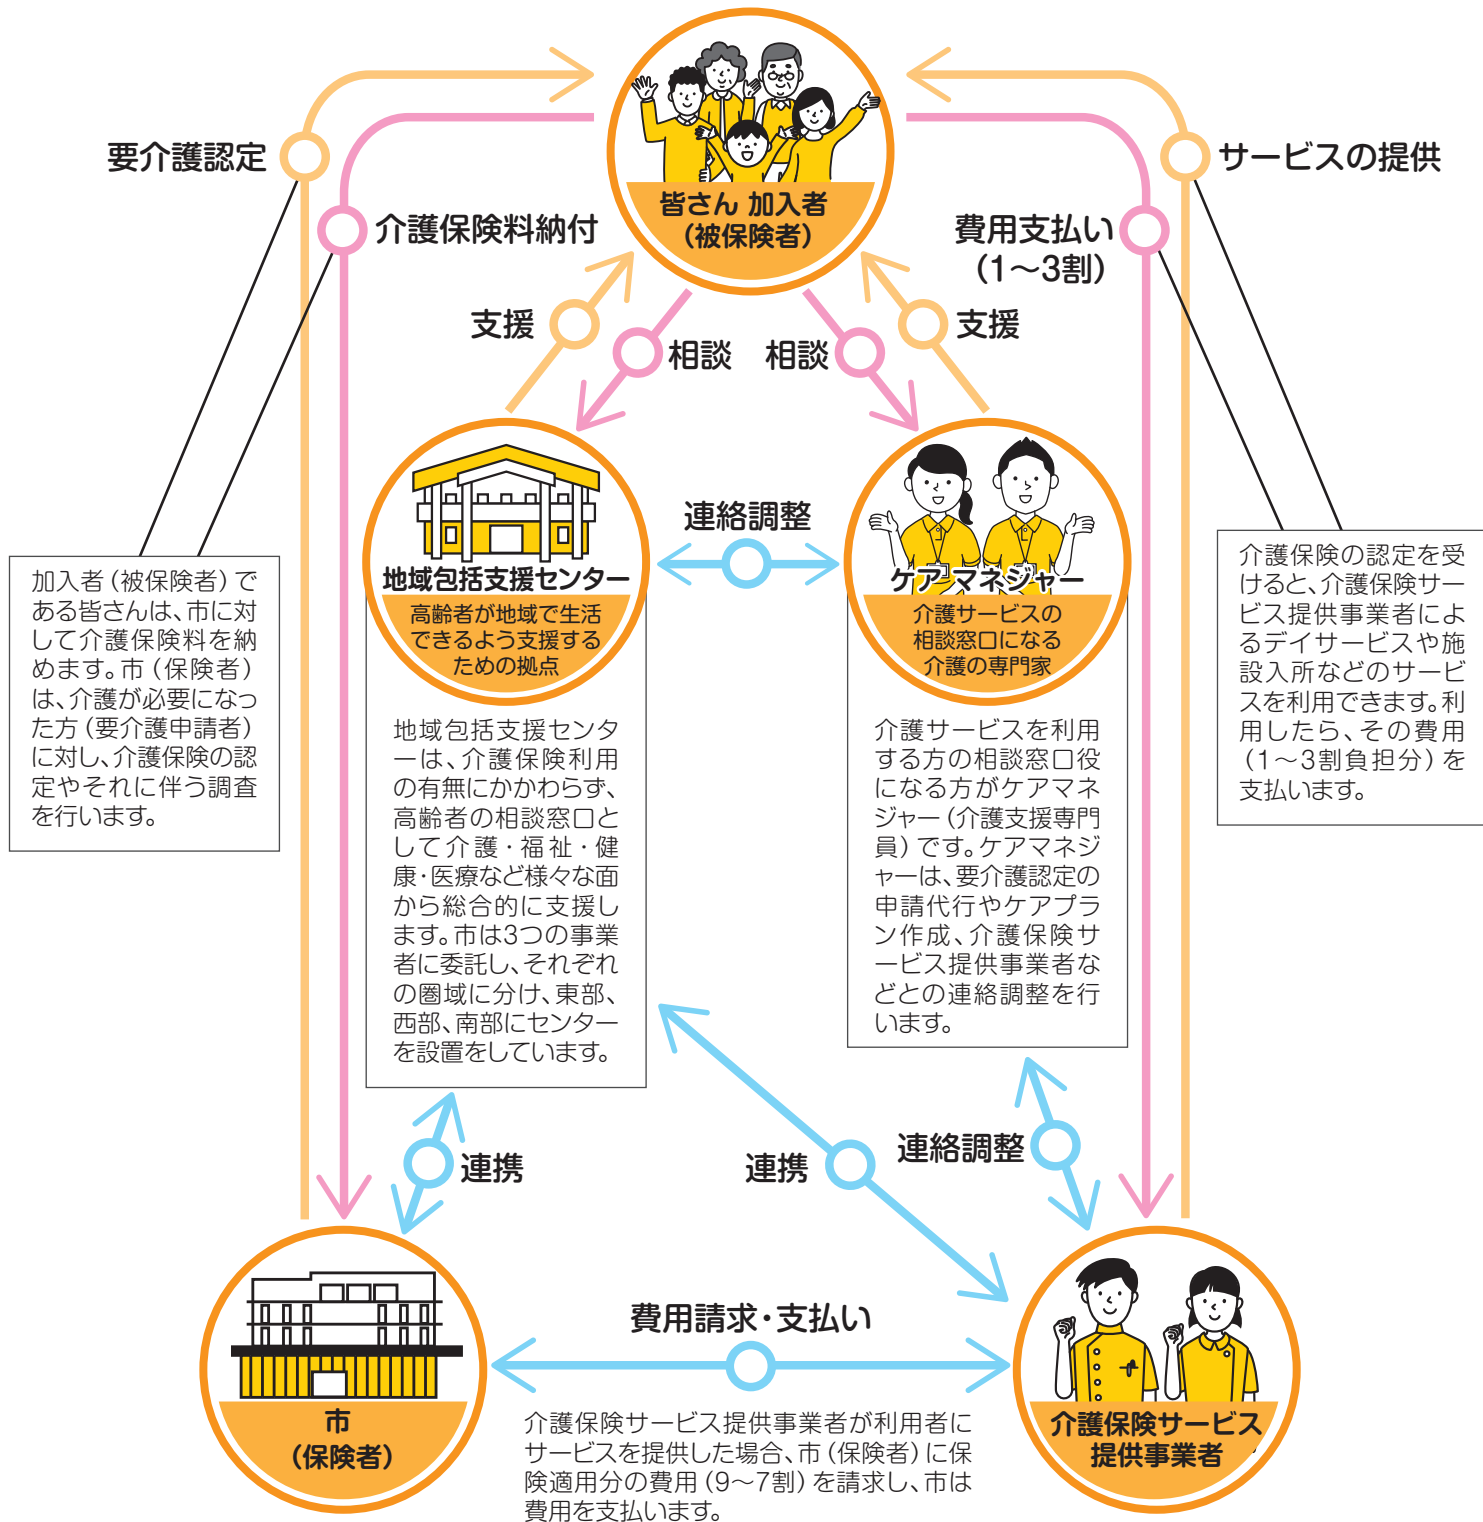 皆さん 加入者
(被保険者)
要介護認定
サービスの提供
介護保険料納付
費用支払い
(1〜3割)
支援
相談
相談
支援
連絡調整
地域包括支援センター
高齢者が地域で生活
できるよう支援する
ための拠点
ケアマネジャー
介護サービスの
相談窓口になる
介護の専門家
加入者(被保険者)で
ある皆さんは、市に対
して介護保険料を納
めます。市(保険者)
は、介護が必要になっ
た方(要介護申請者)
に対し、介護保険の認
定やそれに伴う調査
を行います。
地域包括支援センタ
ーは、介護保険利用
の有無にかかわらず、
高齢者の相談窓口と
して介護・福祉・健
康・医療など様々な面
から総合的に支援し
ます。市は3つの事業
者に委託し、それぞれ
の圏域に分け、東部、
西部、南部にセンター
を設置をしています。
介護サービスを利用
する方の相談窓口役
になる方がケアマネ
ジャー(介護支援専門
員)です。ケアマネジ
ャーは、要介護認定の
申請代行やケアプラ
ン作成、介護保険サ
ービス提供事業者な
どとの連絡調整を行
います。
介護保険の認定を受
けると、介護保険サー
ビス提供事業者によ
るデイサービスや施
設入所などのサービ
スを利用できます。利
用したら、その費用
(1〜3割負担分)を
支払います。
連携
連携
連絡調整
費用請求・支払い
市
(保険者)
介護保険サービス
提供事業者
介護保険サービス提供事業者が利用者に
サービスを提供した場合、市(保険者)に保
険適用分の費用(9〜7割)を請求し、市は
費用を支払います。